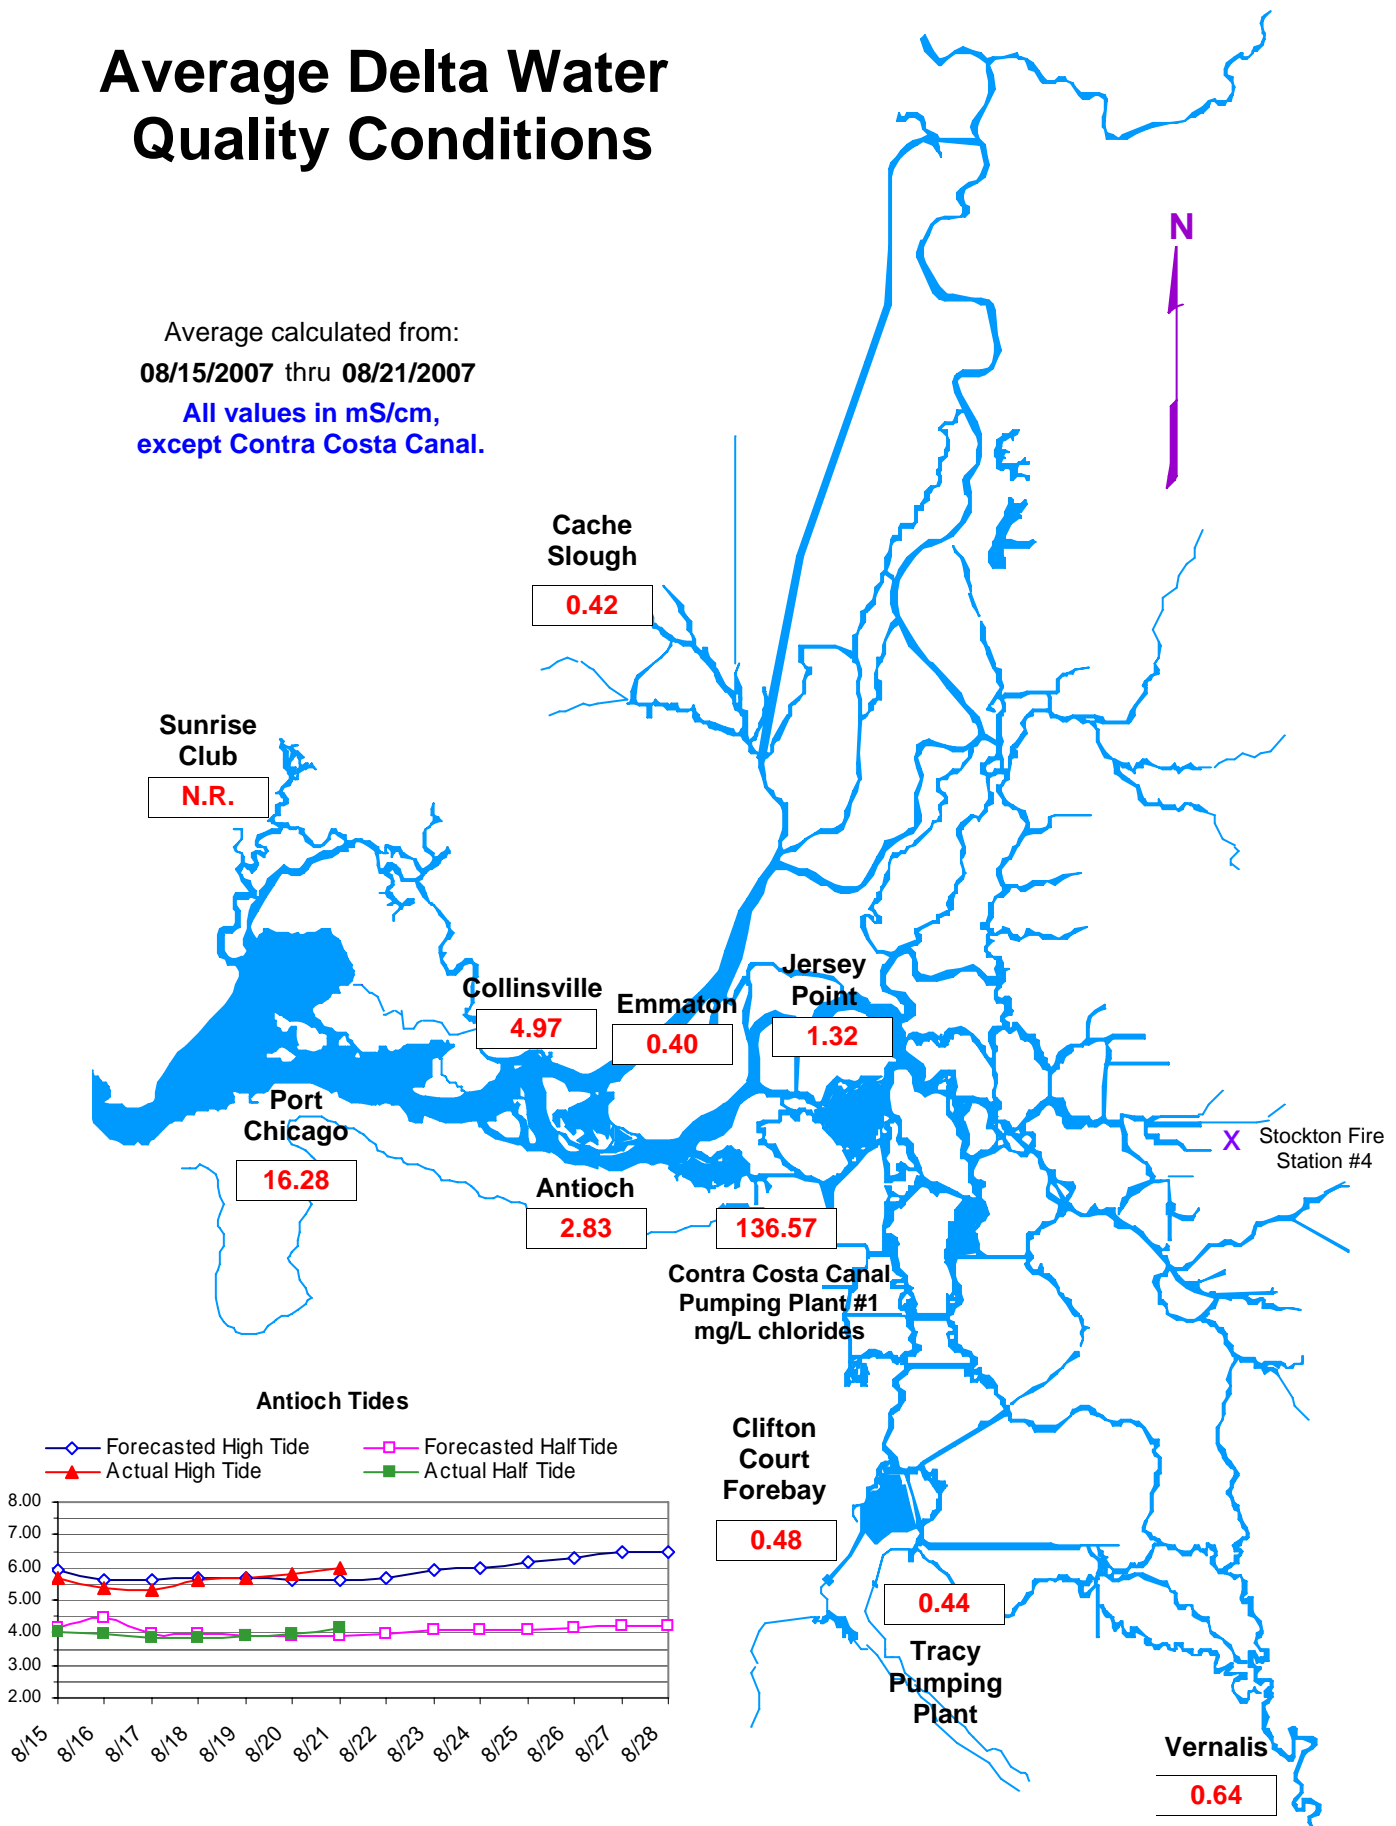 Average Delta Water
Quality Conditions
N
Average calculated from:
08/15/2007 thru 08/21/2007
All values in mS/cm,
except Contra Costa Canal.
Cache
Slough
0.42
Sunrise
Club
N.R.
Collinsville
4.97
Emmaton
0.40
Jersey
Point
1.32
Port
Chicago
16.28
X
Stockton Fire
Station #4
Antioch
2.83
136.57
Contra Costa Canal
Pumping Plant #1
mg/L chlorides
Clifton
Court
Forebay
0.48
0.44
Tracy
Pumping
Plant
Vernalis
0.64
Antioch Tides
Forecasted High Tide
Forecasted Half Tide
Actual High Tide
Actual Half Tide
8.00
7.00
6.00
5.00
4.00
3.00
2.00
8/15
8/16
8/17
8/18
8/19
8/20
8/21
8/22
8/23
8/24
8/25
8/26
8/27
8/28